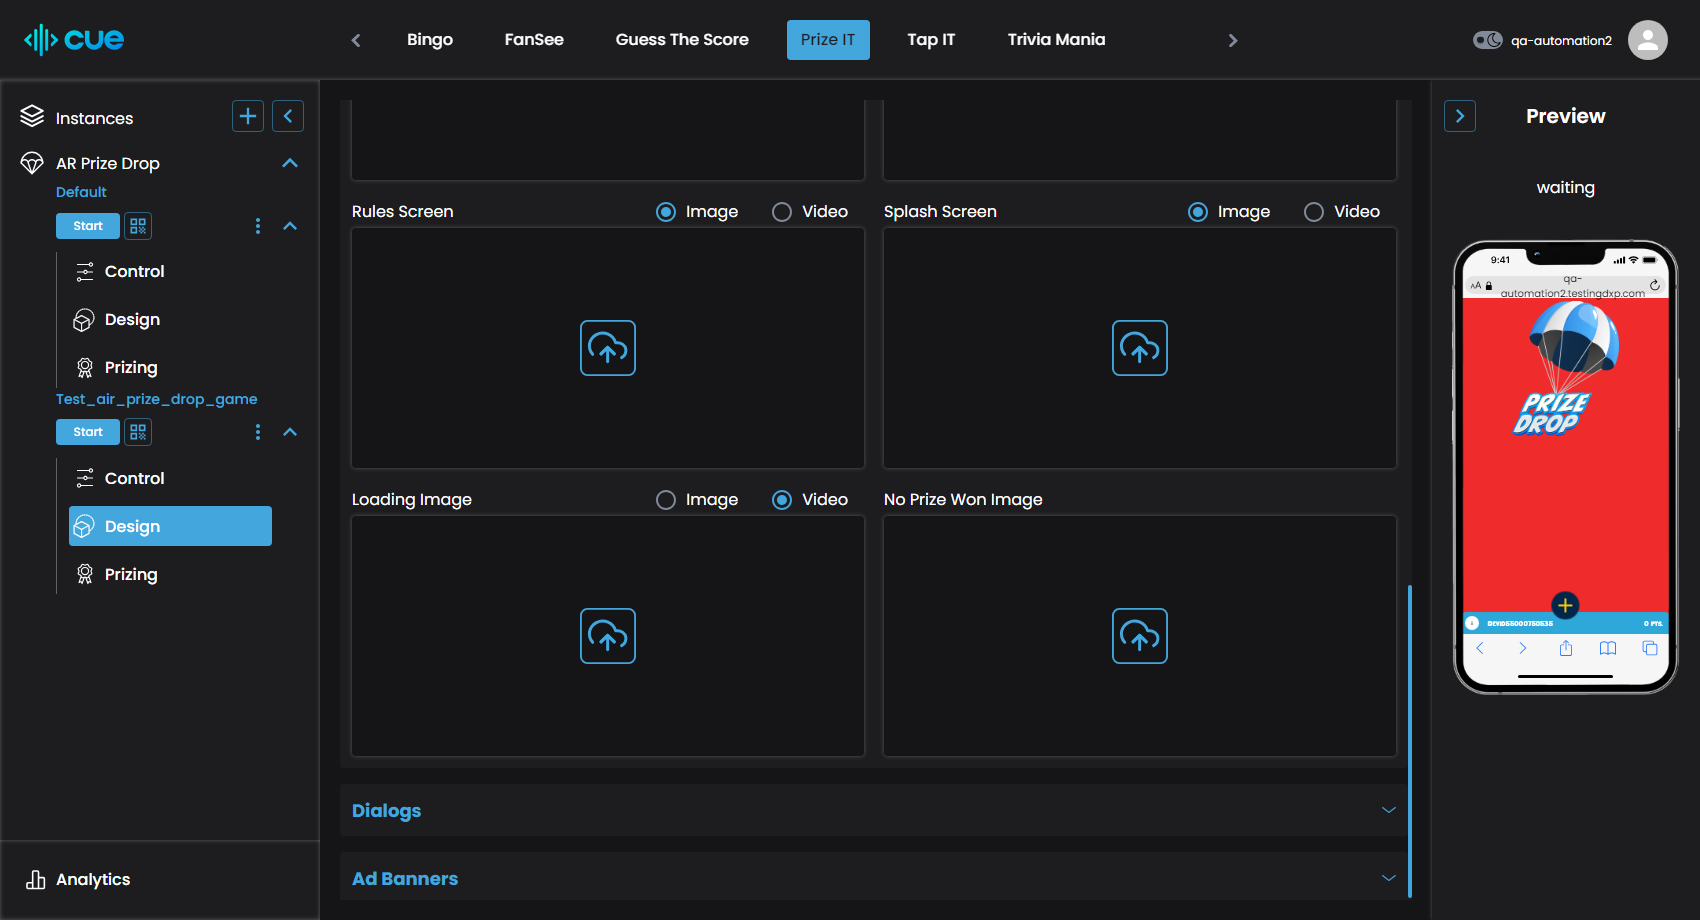 cue
Bingo
FanSee
Guess The Score
Prize IT
Tap IT
Trivia Mania
qa-automation2
Instances
AR Prize Drop
Default
Start
Control
Design
Prizing
Test_air_prize_drop_game
Start
Control
Design
Prizing
Analytics
Rules Screen
Image
Video
Splash Screen
Image
Video
Loading Image
Image
Video
No Prize Won Image
Dialogs
Ad Banners
Preview
waiting
9:41
AA
qa-
automation2.testingdxp.com
PRIZE
DROP
0 PTS.